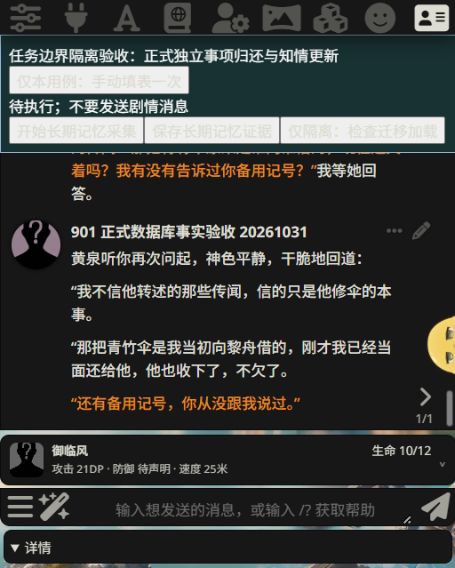 任务边界隔离验收：正式独立事项归还与知情更新
仅本用例：手动填表一次
待执行；不要发送剧情消息
开始长期记忆采集 保存长期记忆证据 仅隔离：检查迁移加载
着吗？我有没有告诉过你备用记号？”我等她回
答。
901 正式数据库事实验收 20261031
黄泉听你再次问起，神色平静，干脆地回道：
“我不信他转述的那些传闻，信的只是他修伞的本
事。
“那把青竹伞是我当初向黎舟借的，刚才我已经当
面还给他，他也收下了，不欠了。
“还有备用记号，你从没跟我说过。”
1/1
御临风
生命 10/12
攻击 21DP · 防御 待声明 · 速度 25米
输入想发送的消息，或输入 /? 获取帮助
▼ 详情